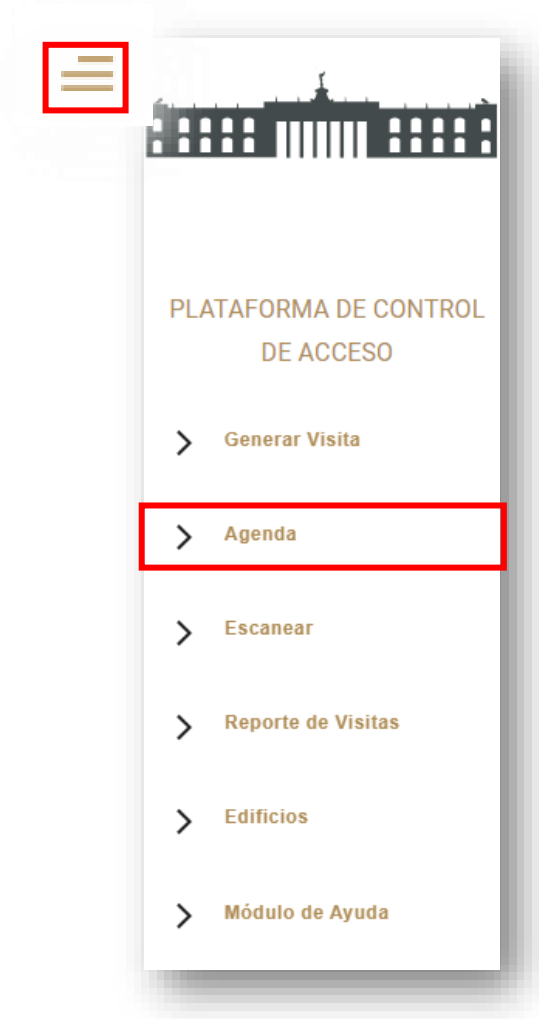 PLATAFORMA DE CONTROL
DE ACCESO
Generar Visita
Agenda
Escanear
Reporte de Visitas
Edificios
Módulo de Ayuda